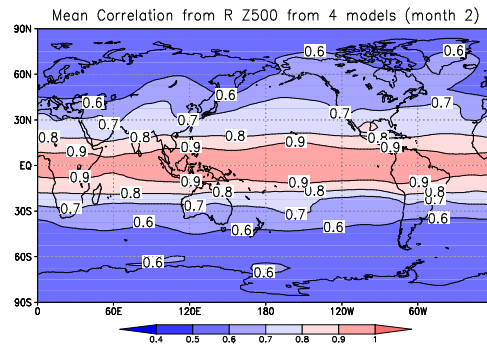 Mean Correlation from R Z500 from 4 models (month 2)
90N
0.6 0.6
60N
0.6 0.6 0.7
0.7 0.7 0.7
30N
0.8 0.8 0.8 0.8
0.9 0.9 0.9 0.9
EQ
0.9 0.9 0.9 0.9
0.8 0.8 0.8 0.8
30S
0.7 0.7 0.7 0.7
0.6 0.6 0.6 0.6
60S
0.6 0.6
90S
0 60E 120E 180 120W 60W
0.4 0.5 0.6 0.7 0.8 0.9 1